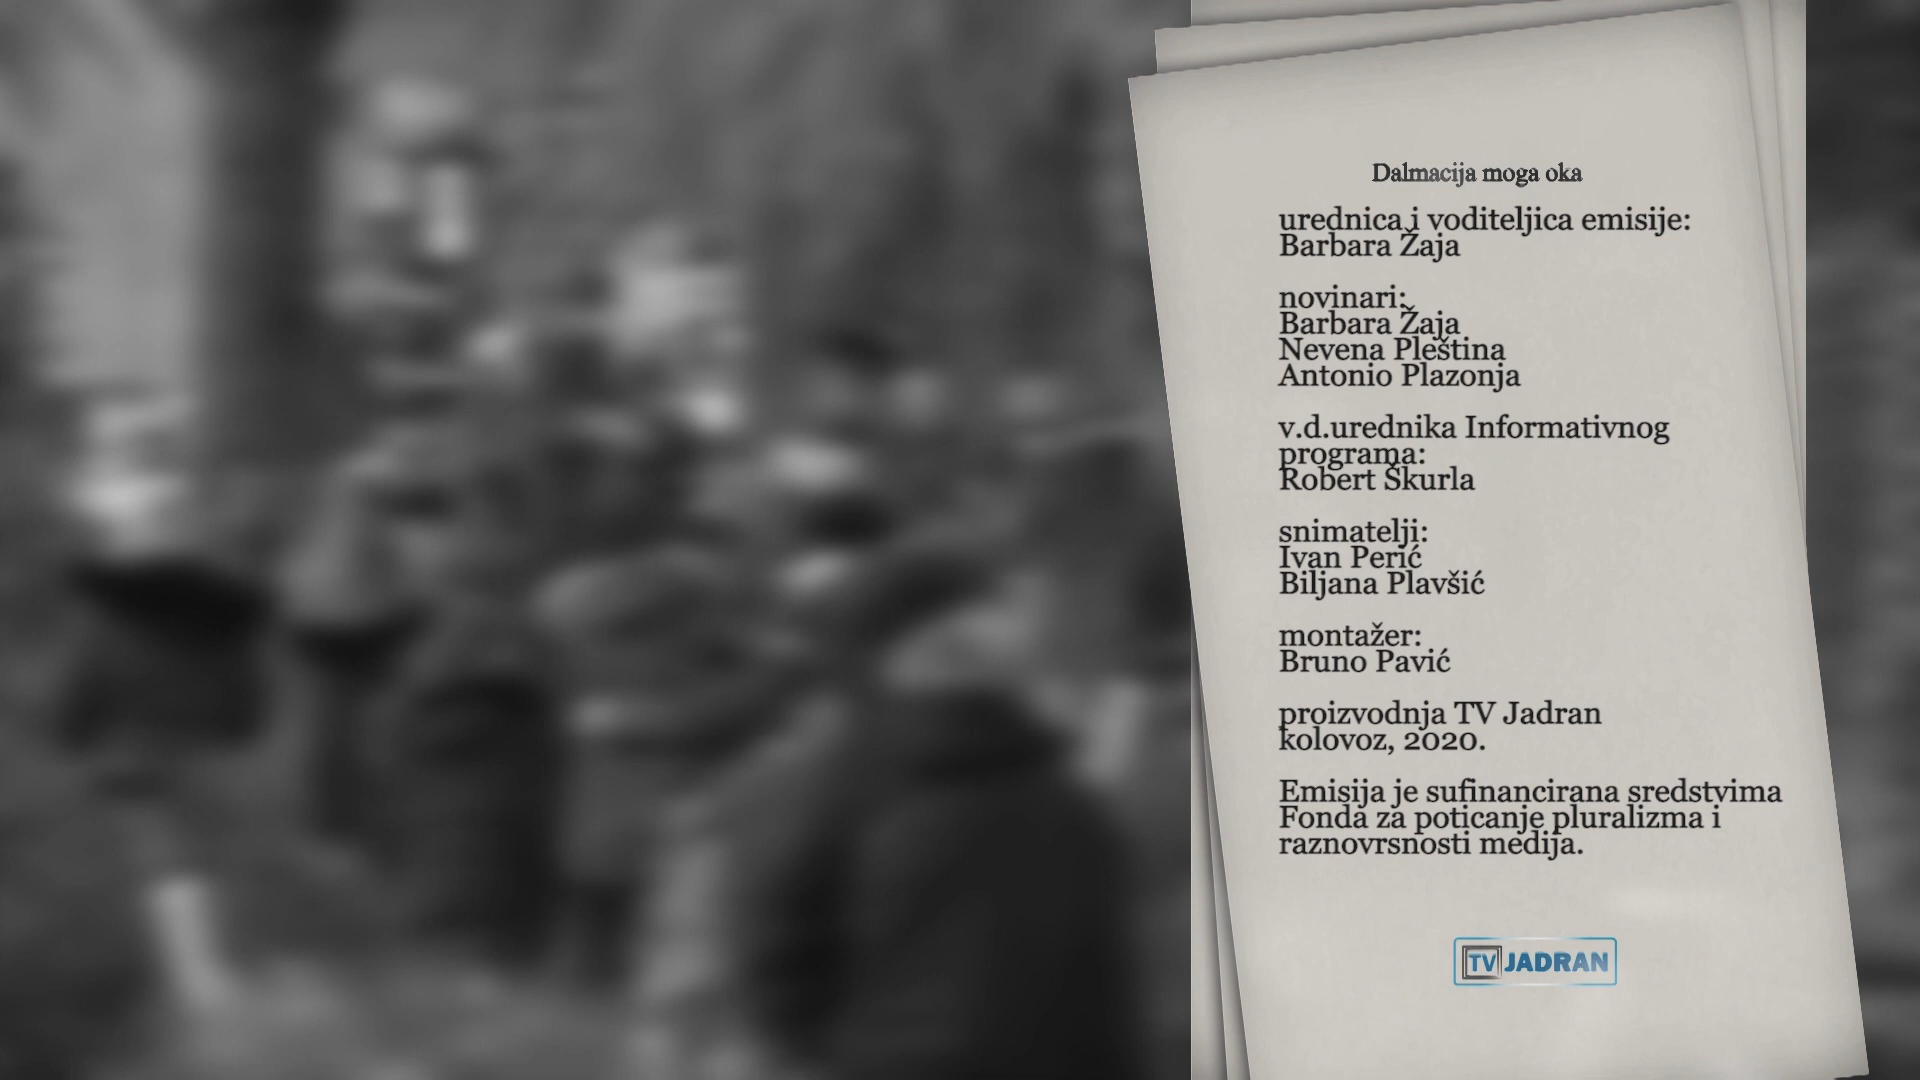 Dalmacija moga oka
urednica i voditeljica emisije:
Barbara Žaja
novinari:
Barbara Žaja
Nevena Pleština
Antonio Plazonja
v.d.urednika Informativnog
programa:
Robert Škurla
snimatelji:
Ivan Perić
Biljana Plavšić
montažer:
Bruno Pavić
proizvodnja TV Jadran
kolovoz, 2020.
Emisija je sufinancirana sredstvima
Fonda za poticanje pluralizma i
raznovrsnosti medija.
TV JADRAN